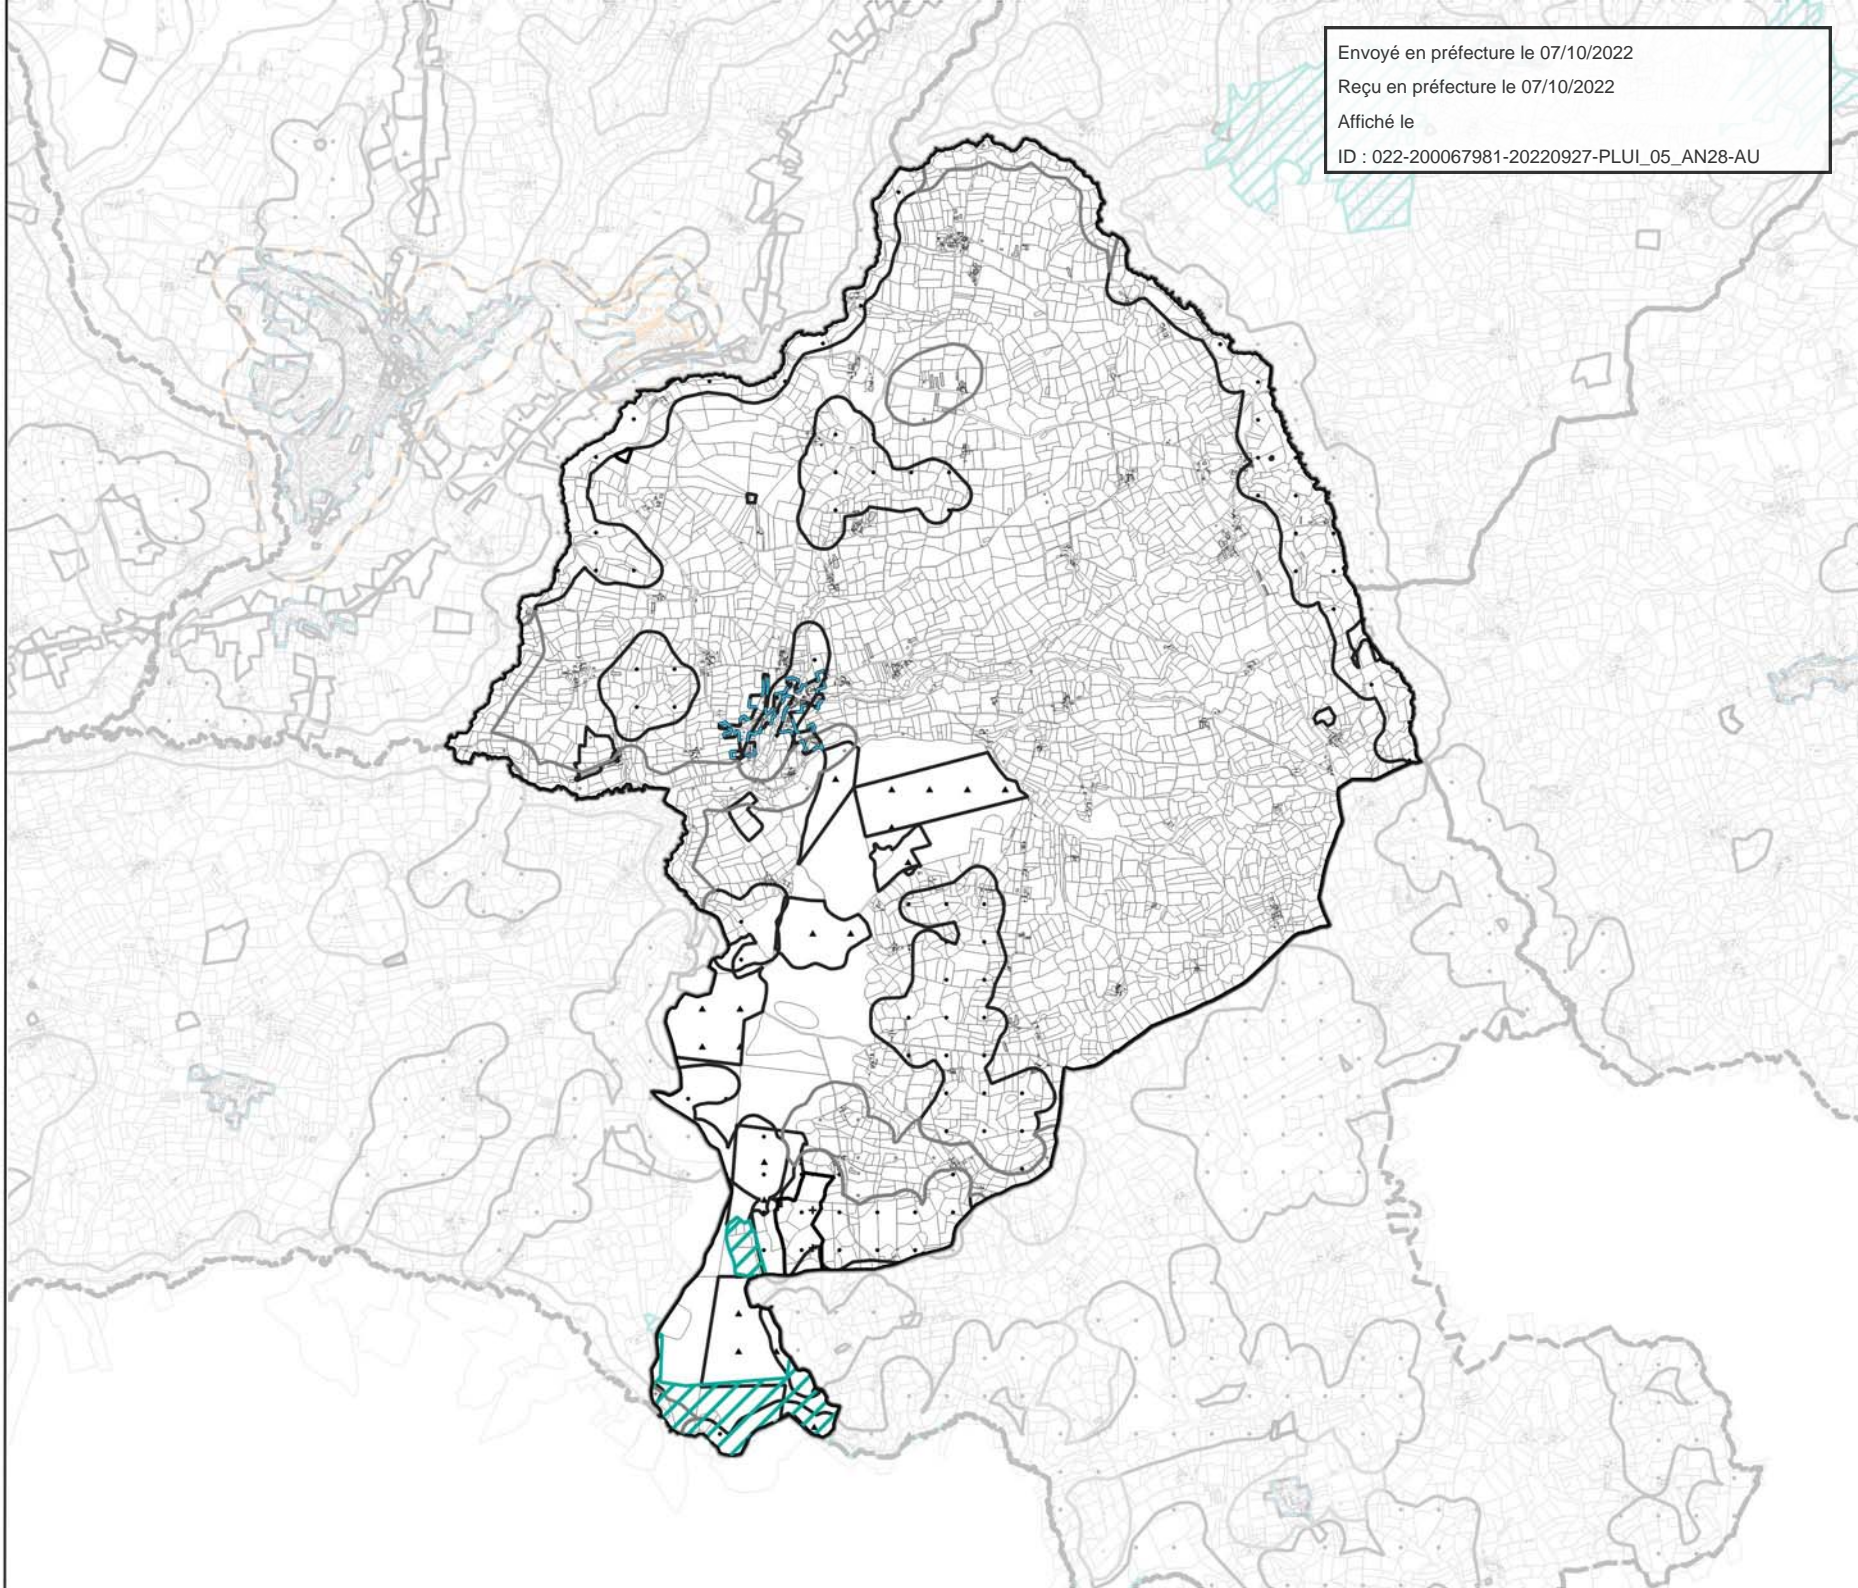 Envoyé en préfecture le 07/10/2022
Reçu en préfecture le 07/10/2022
Affiché le
ID : 022-200067981-20220927-PLUI_05_AN28-AU